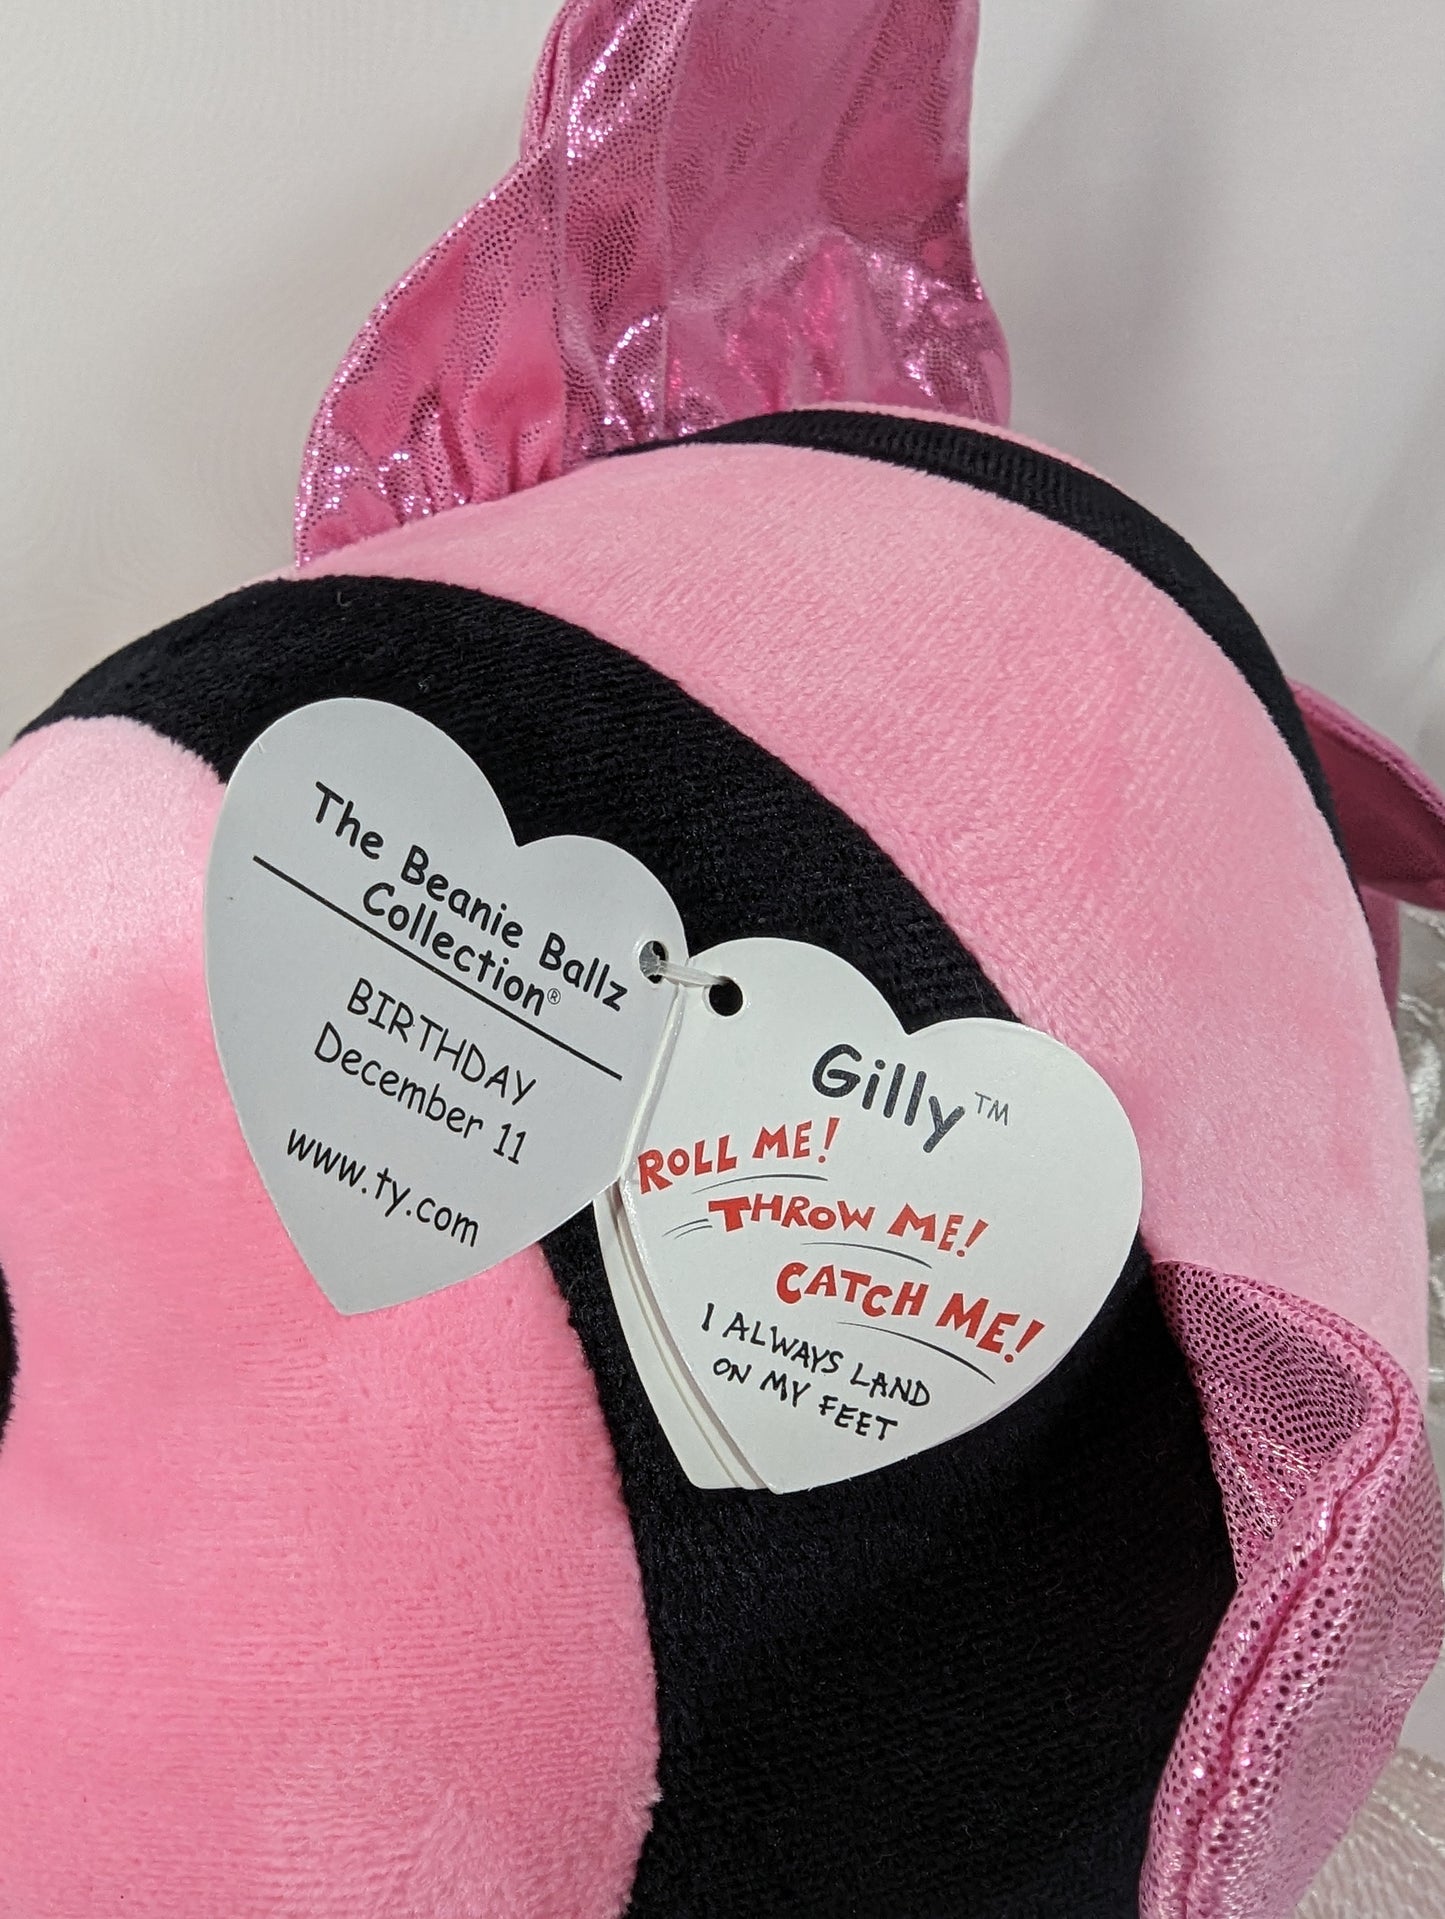 The Beanie Ballz
Collection®
BIRTHDAY
December 11
www.ty.com
Gilly™
ROLL ME!
THROW ME!
CATCH ME!
I ALWAYS LAND
ON MY FEET